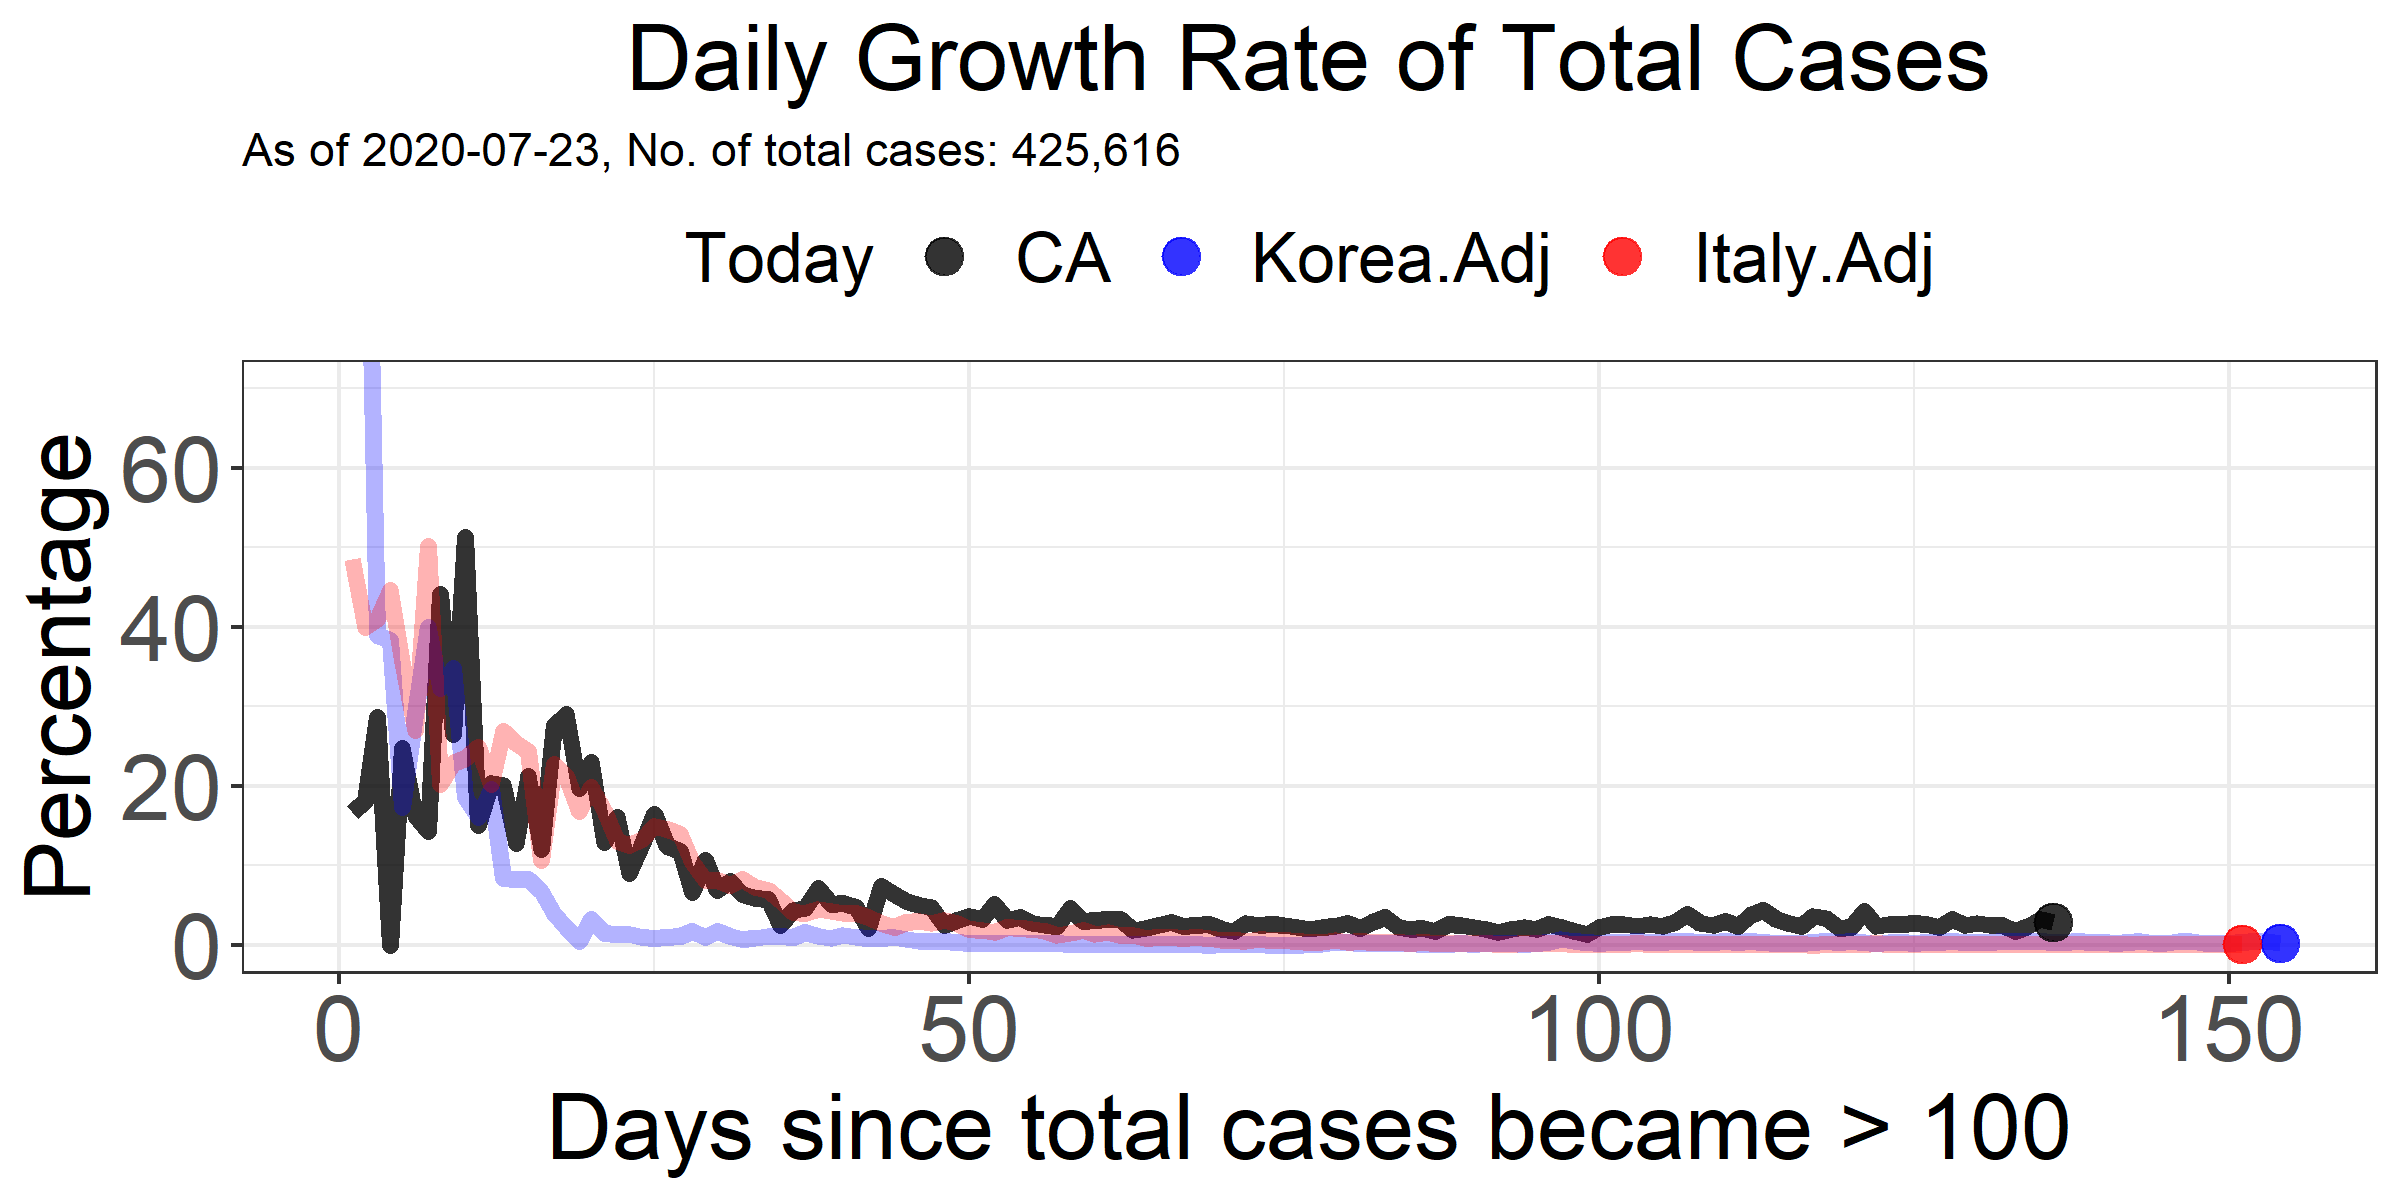 Daily Growth Rate of Total Cases
As of 2020-07-23, No. of total cases: 425,616
Today CA Korea.Adj Italy.Adj
Percentage
60
40
20
0
0 50 100 150
Days since total cases became > 100